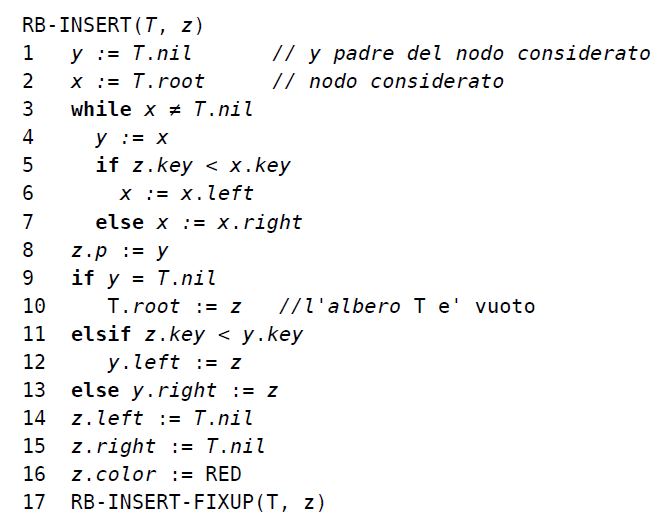 RB-INSERT(T, z)
1 y := T.nil // y padre del nodo considerato
2 x := T.root // nodo considerato
3 while x ≠ T.nil
4 y := x
5 if z.key < x.key
6 x := x.left
7 else x := x.right
8 z.p := y
9 if y = T.nil
10 T.root := z //l'albero T e' vuoto
11 elsif z.key < y.key
12 y.left := z
13 else y.right := z
14 z.left := T.nil
15 z.right := T.nil
16 z.color := RED
17 RB-INSERT-FIXUP(T, z)